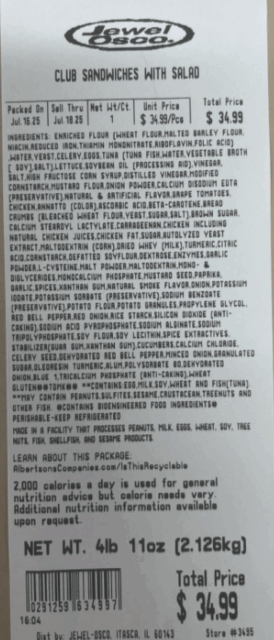 Jewel
Osco.
CLUB SANDWICHES WITH SALAD
Packed On Sell Thru Net Wt/Ct Unit Price Total Price
Jul.16.25 Jul.18.25 1 $ 34.99/Pcs $ 34.99
INGREDIENTS: ENRICHED FLOUR (WHEAT FLOUR,MALTED BARLEY FLOUR,
NIACIN,REDUCED IRON,THIAMIN MONONITRATE,RIBOFLAVIN,FOLIC ACID)
,WATER,YEAST,CELERY,EGGS,TUNA (TUNA FISH,WATER,VEGETABLE BROTH
( SOY),SALT),LETTUCE,SOYBEAN OIL (PROCESSING AID),VINEGAR,
SALT,HIGH FRUCTOSE CORN SYRUP,DISTILLED VINEGAR,MODIFIED
CORNSTARCH,MUSTARD FLOUR,ONION POWDER,CALCIUM DISODIUM EDTA
(PRESERVATIVE),NATURAL & ARTIFICIAL FLAVOR,GRAPE TOMATOES,
CHICKEN,ANNATTO (COLOR),ASCORBIC ACID,BETA-CAROTENE,BREAD
CRUMBS (BLEACHED WHEAT FLOUR,YEAST,SUGAR,SALT),BROWN SUGAR,
CALCIUM STEAROYL LACTYLATE,CARRAGEENAN,CHICKEN INCLUDING
NATURAL CHICKEN JUICES,CHICKEN FAT,SUGAR,AUTOLYZED YEAST
EXTRACT,MALTODEXTRIN (CORN),DRIED WHEY (MILK),TURMERIC,CITRIC
ACID,CORNSTARCH,DEFATTED SOYFLOUR,DEXTROSE,ENZYMES,GARLIC
POWDER,L-CYSTEINE,MALT POWDER,MALTODEXTRIN,MONO- &
DIGLYCERIDES,MONOCALCIUM PHOSPHATE,MUSTARD SEED,PAPRIKA,
GARLIC,SPICES,XANTHAN GUM,NATURAL SMOKE FLAVOR,ONION,POTASSIUM
IODATE,POTASSIUM SORBATE (PRESERVATIVE),SODIUM BENZOATE
(PRESERVATIVE),POTATO FLOUR,POTATO GRANULES,PROPYLENE GLYCOL,
RED BELL PEPPER,RED ONION,RICE STARCH,SILICON DIOXIDE (ANTI-
CAKING),SODIUM ACID PYROPHOSPHATE,SODIUM ALGINATE,SODIUM
TRIPOLYPHOSPHATE,SOY FLOUR,SOY LECITHIN,SPICE EXTRACTIVES,
STABILIZER(GUAR GUM,XANTHAN GUM),CUCUMBERS,CALCIUM CHLORIDE,
CELERY SEED,DEHYDRATED RED BELL PEPPER,MINCED ONION,GRANULATED
SUGAR,OLEORESIN TURMERIC,ALUM,POLYSORBATE 80,DEHYDRATED
ONION,BLUE 1,TRICALCIUM PHOSPHATE (ANTI-CAKING),WHEAT
**CONTAINS EGG,MILK,SOY,WHEAT AND FISH(TUNA).
**MAY CONTAIN PEANUTS,SULFITES,SESAME,CRUSTACEAN,TREENUTS AND
OTHER FISH. CONTAINS BIOENGINEERED FOOD INGREDIENTS
PERISHABLE-KEEP REFRIGERATED
MADE IN A FACILITY THAT PROCESSES PEANUTS, MILK, EGGS, WHEAT, SOY, TREE
NUTS, FISH, SHELLFISH, AND SESAME PRODUCTS.
LEARN ABOUT THIS PACKAGE:
AlbertsonsCompanies.com/IsThisRecyclable
2,000 calories a day is used for general
nutrition advice but calorie needs vary.
Additional nutrition information available
upon request.
NET WT. 4lb 11oz (2.126kg)
Total Price
$ 34.99
0291259 634997
16:04
Dist by: JEWEL-OSCO, ITASCA, IL 60143 Store #3495